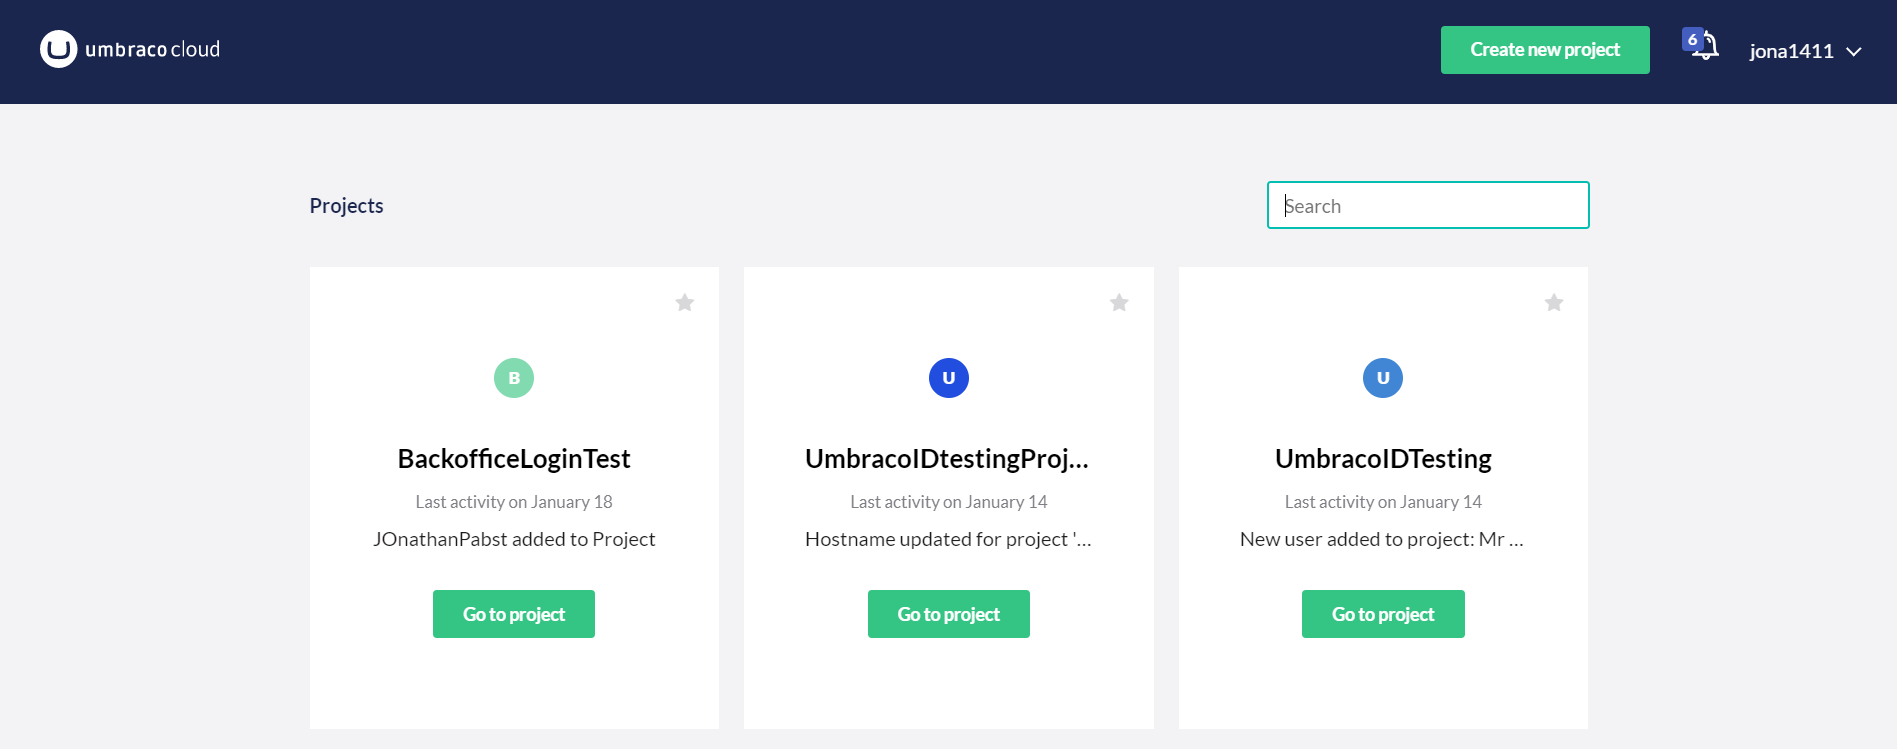 umbraco cloud
Create new project
6
jona1411
Projects
Search
B
BackofficeLoginTest
Last activity on January 18
JOnathanPabst added to Project
Go to project
U
UmbracoIDtestingProj...
Last activity on January 14
Hostname updated for project '...
Go to project
U
UmbracoIDTesting
Last activity on January 14
New user added to project: Mr ...
Go to project